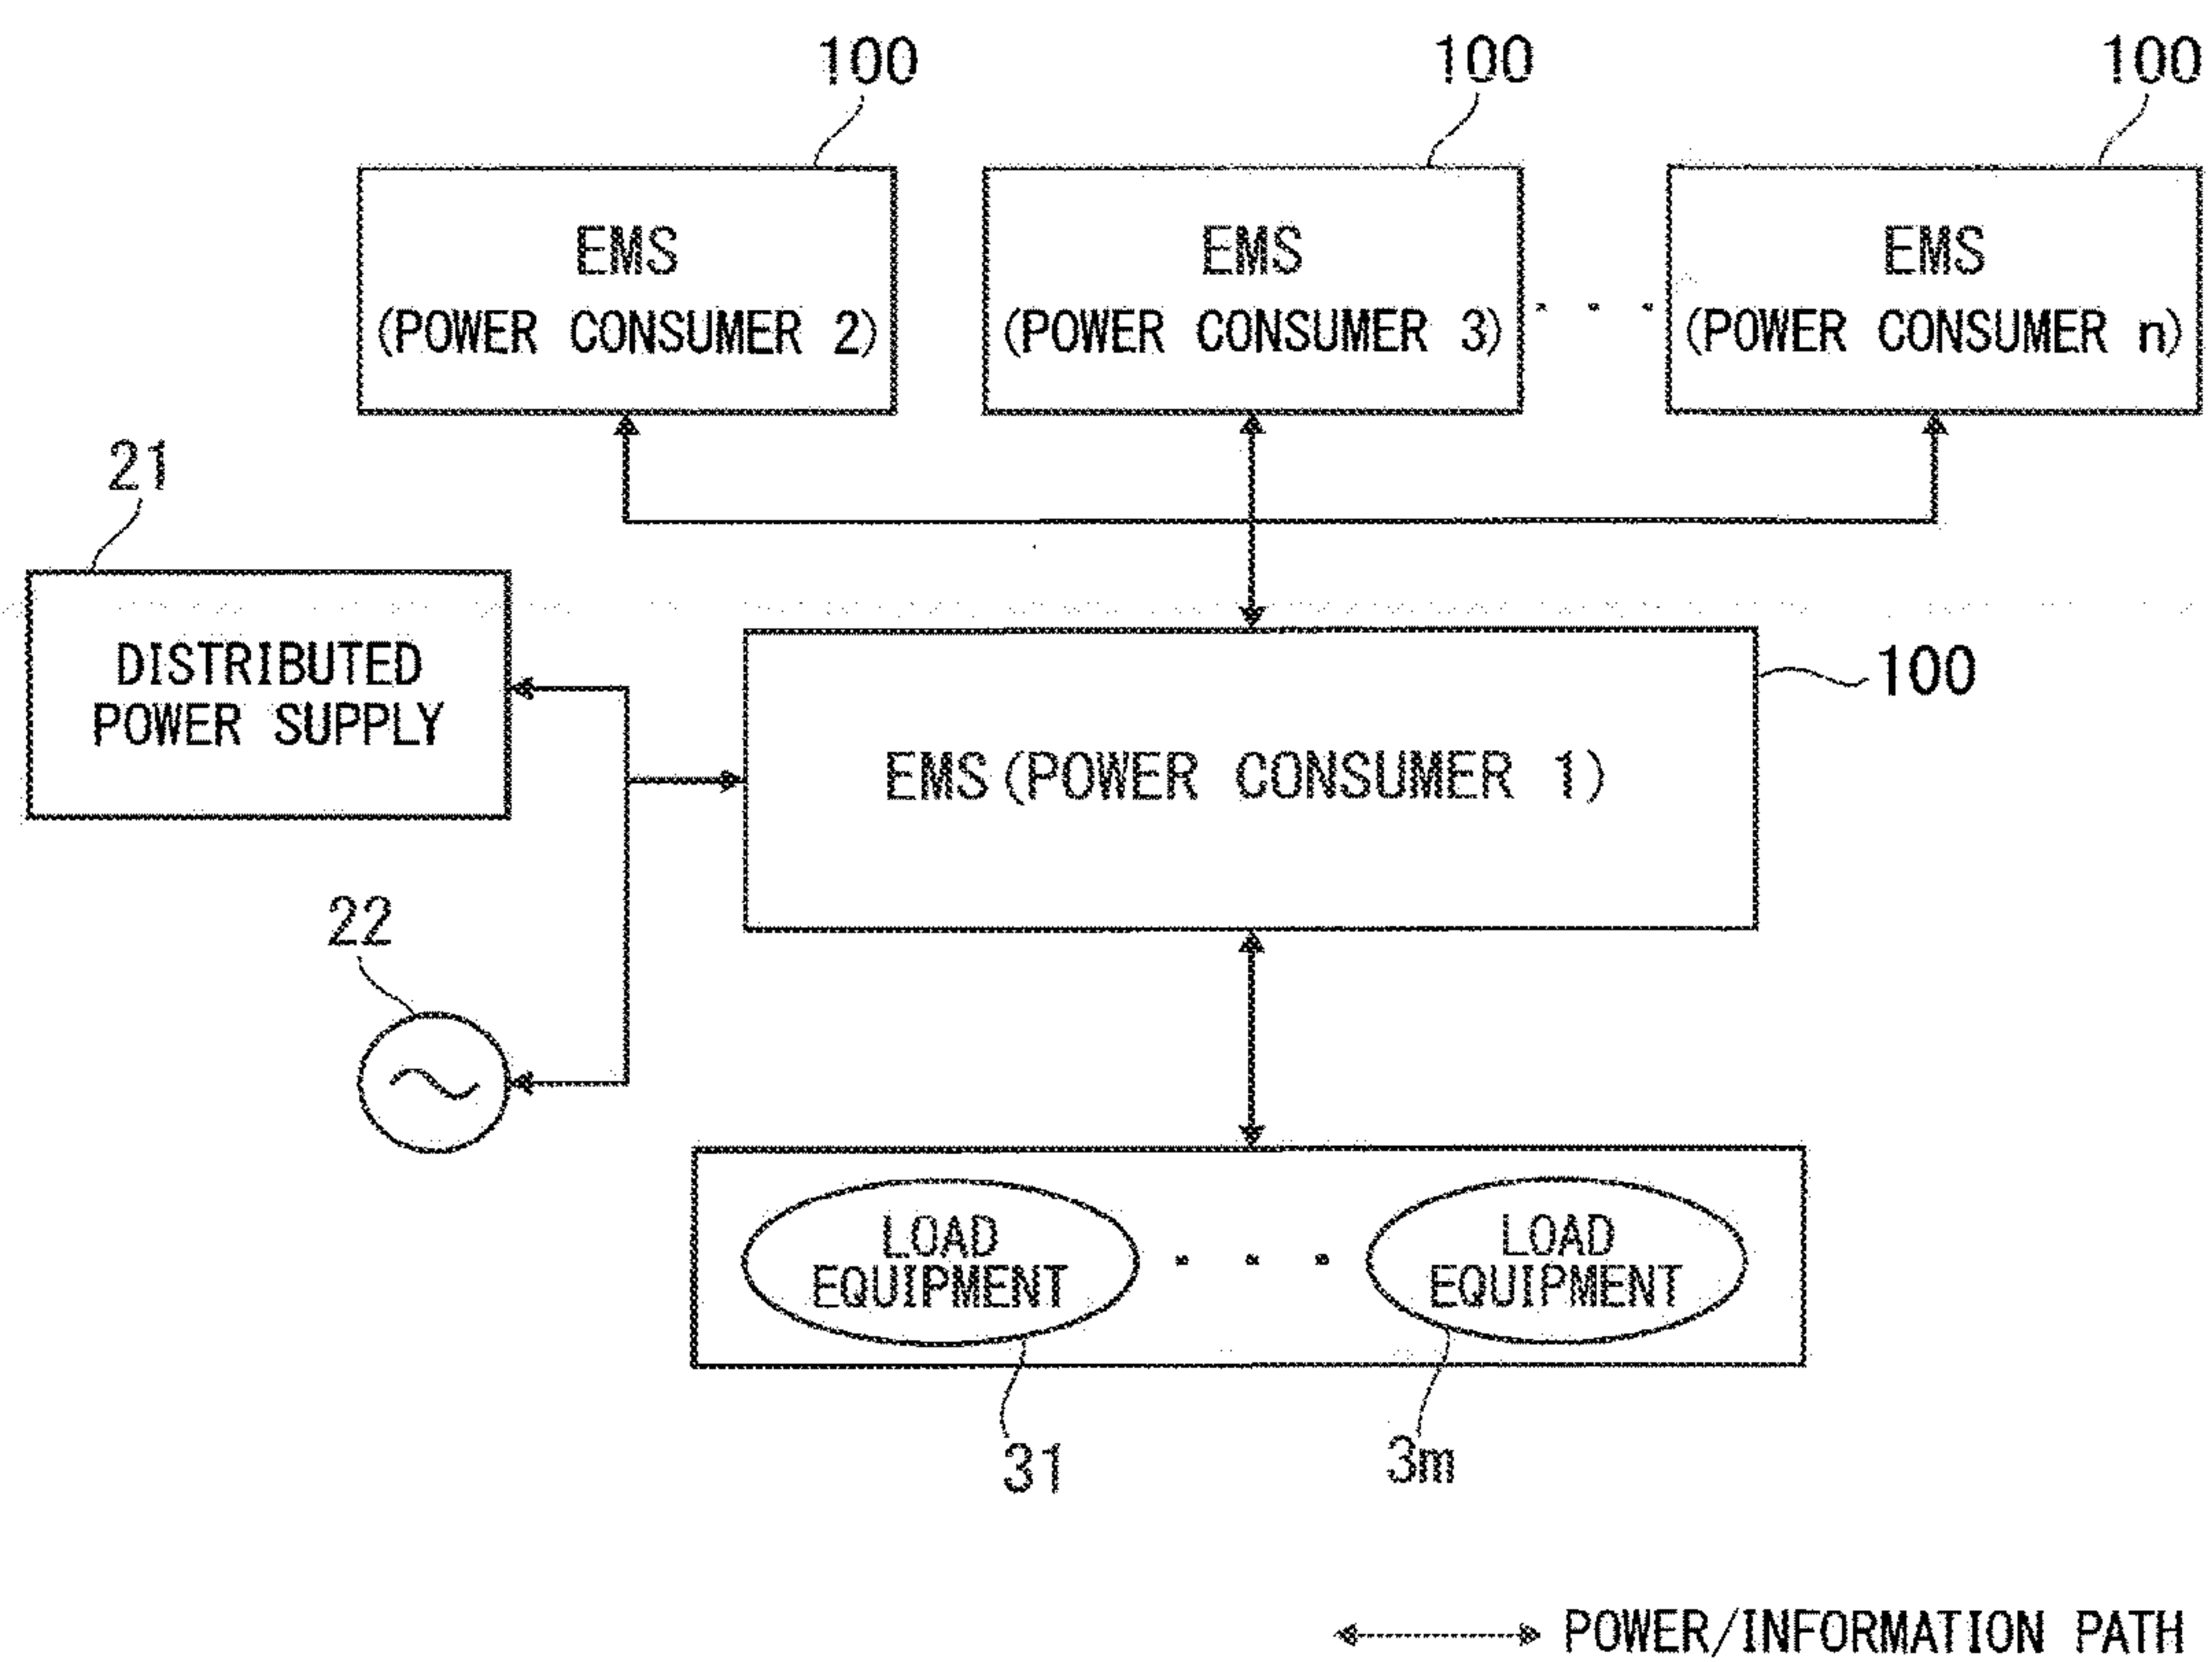 100
100
100
EMS
(POWER CONSUMER 2)
EMS
(POWER CONSUMER 3)
. . .
EMS
(POWER CONSUMER n)
21
DISTRIBUTED
POWER SUPPLY
100
EMS(POWER CONSUMER 1)
22
LOAD
EQUIPMENT
. . .
LOAD
EQUIPMENT
31
3m
POWER/INFORMATION PATH